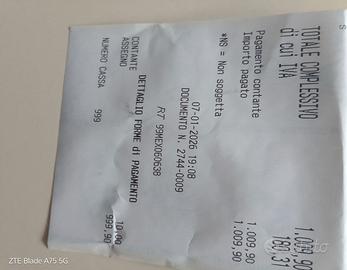 TOTALE COMPLESSIVO 1.009,90
di cui IVA 180,37
Pagamento contante 1.009,90
Importo pagato 1.009,90
*NS = Non soggetta
07-01-2026 19:08
DOCUMENTO N. 2744-0009
RT 99MEX060638
DETTAGLIO FORME di PAGAMENTO
CONTANTE 10,00
ASSEGNO 999,90
NUMERO CASSA 999
ZTE Blade A75 5G